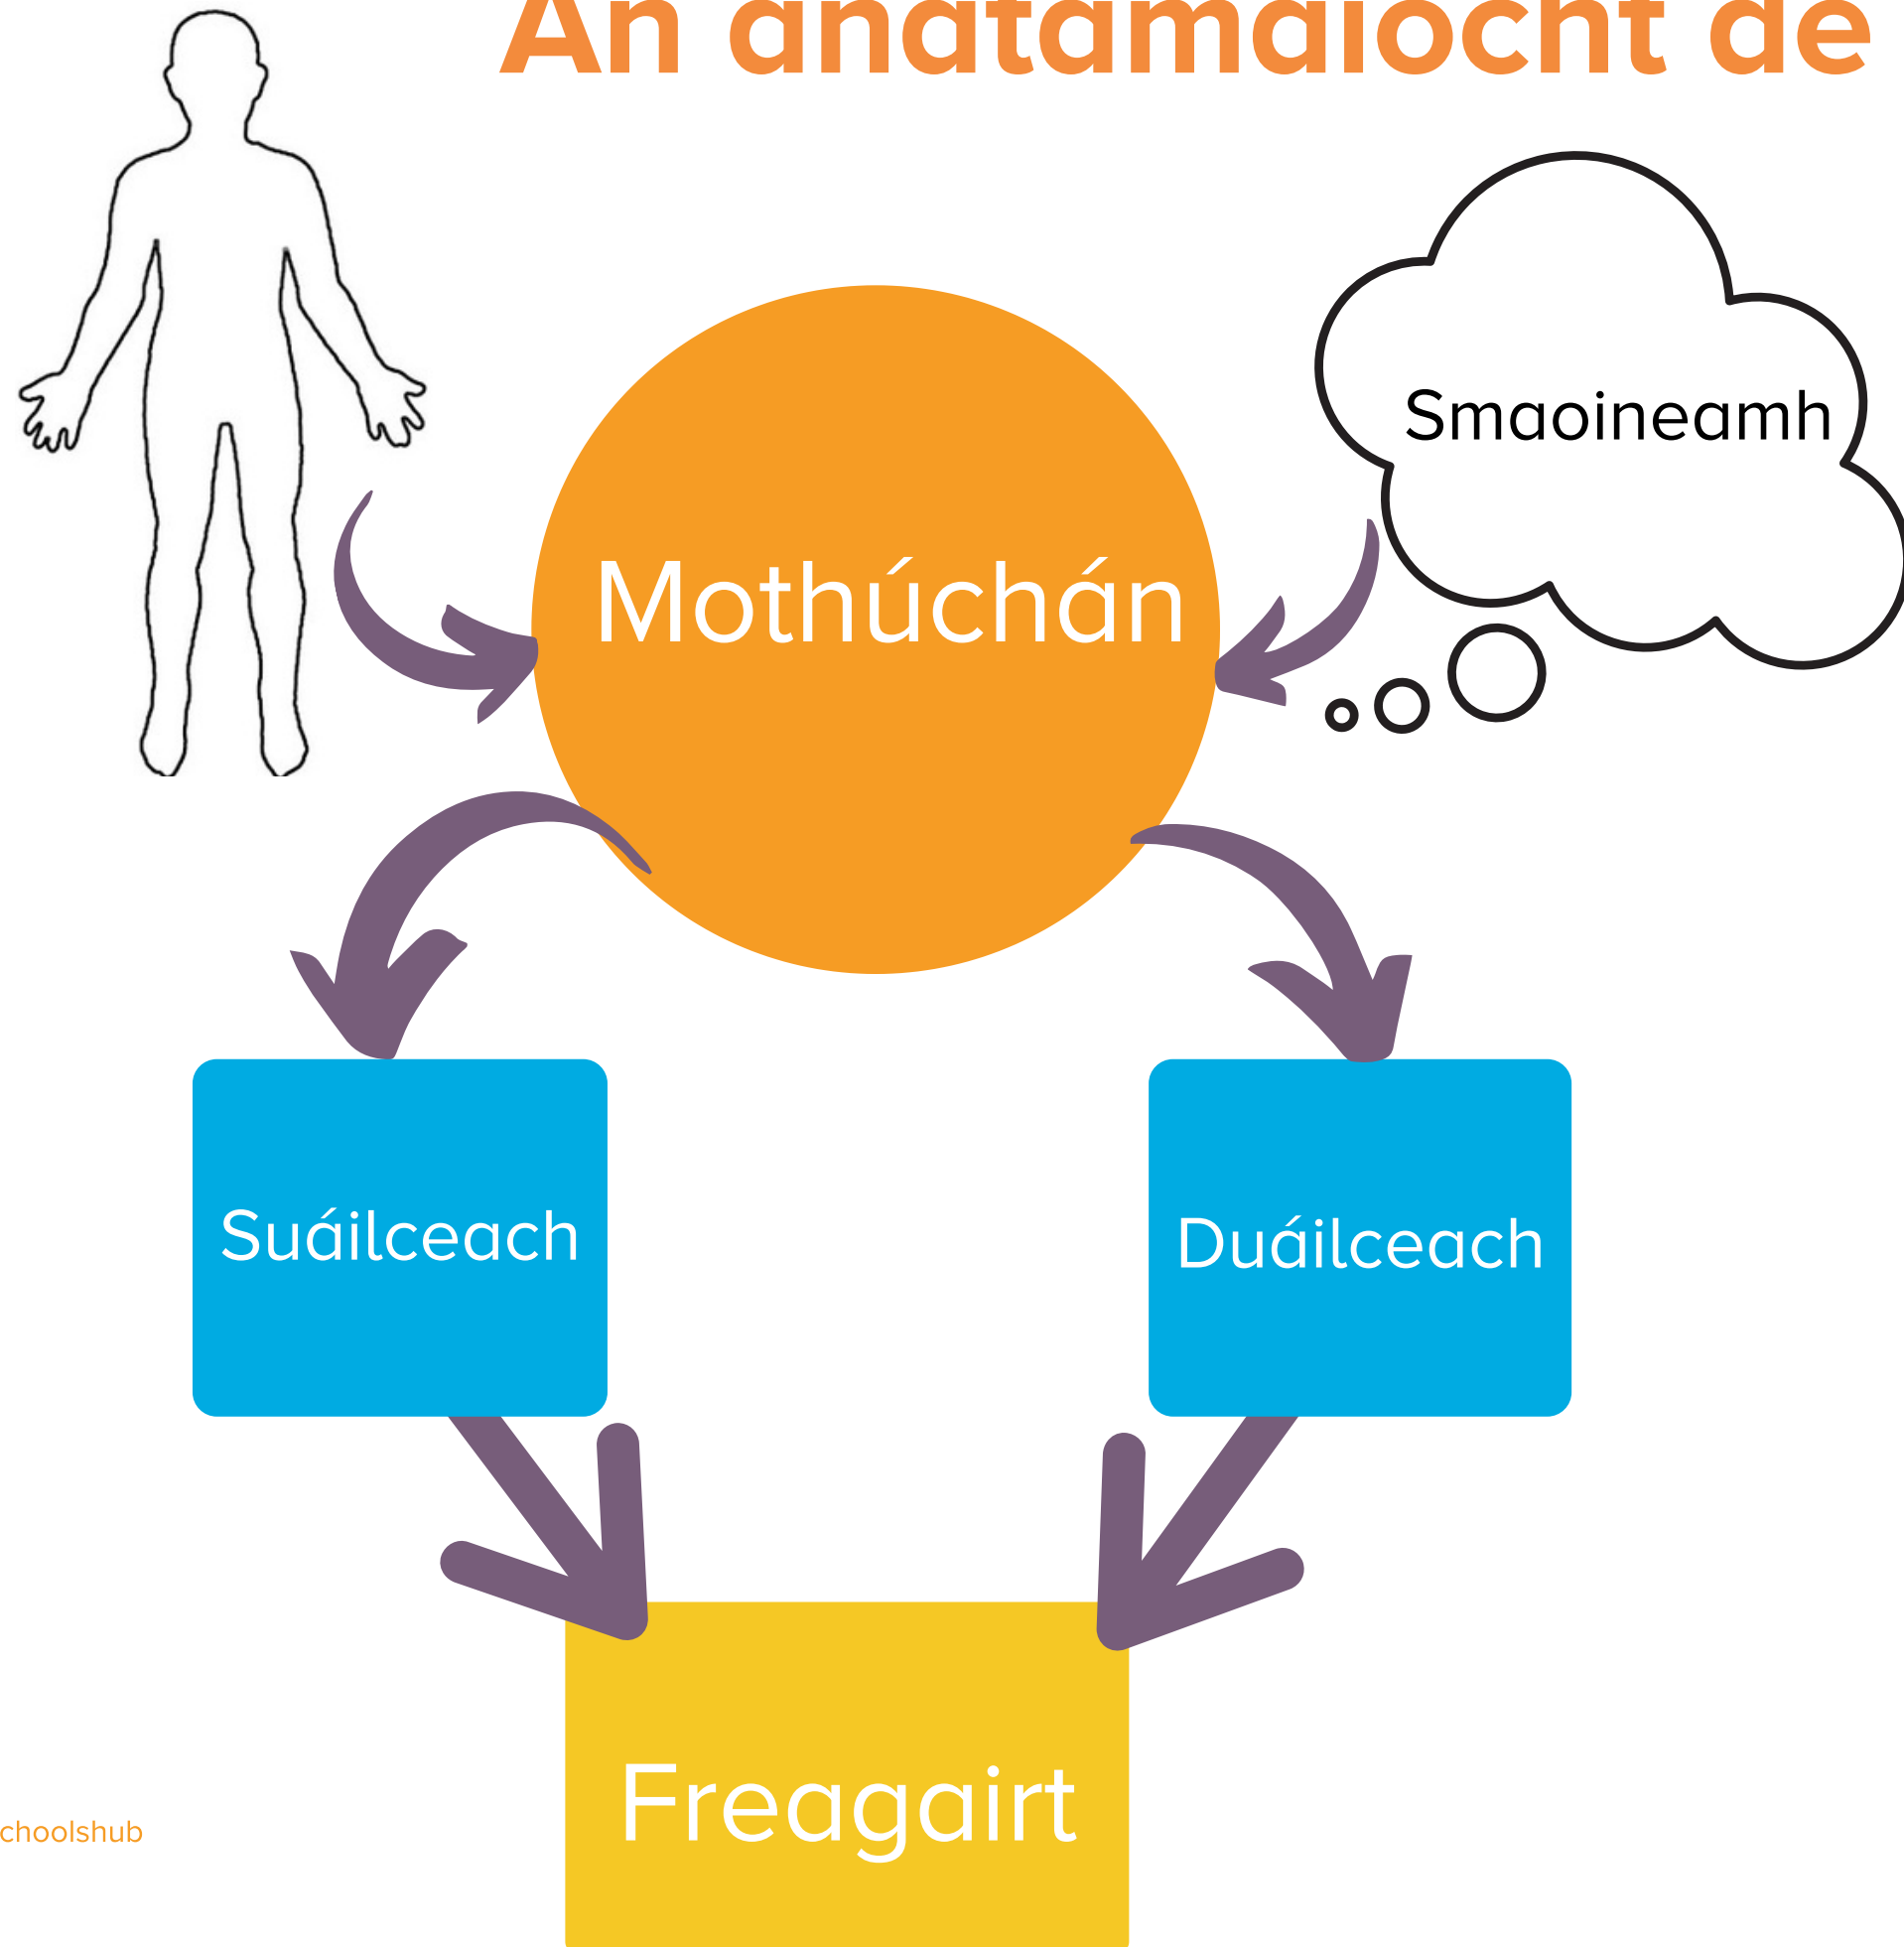 An anatamaíocht de
Smaoineamh
Mothúchán
Suáilceach
Duáilceach
Freagairt
choolshub